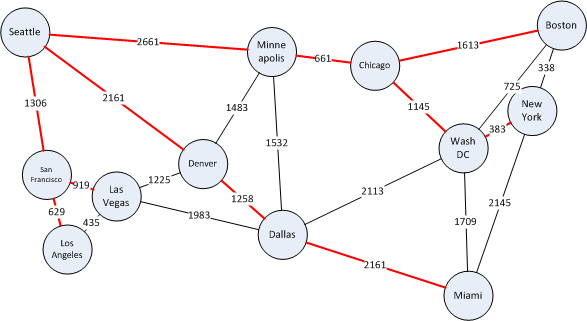 Seattle
2661
Minne
apolis
661
Chicago
1613
Boston
338
725
New
York
383
1145
Wash
DC
1306
2161
1483
1532
Denver
San
Francisco
919
Las
Vegas
1225
1258
2113
629
435
1983
Los
Angeles
Dallas
2161
1709
2145
Miami